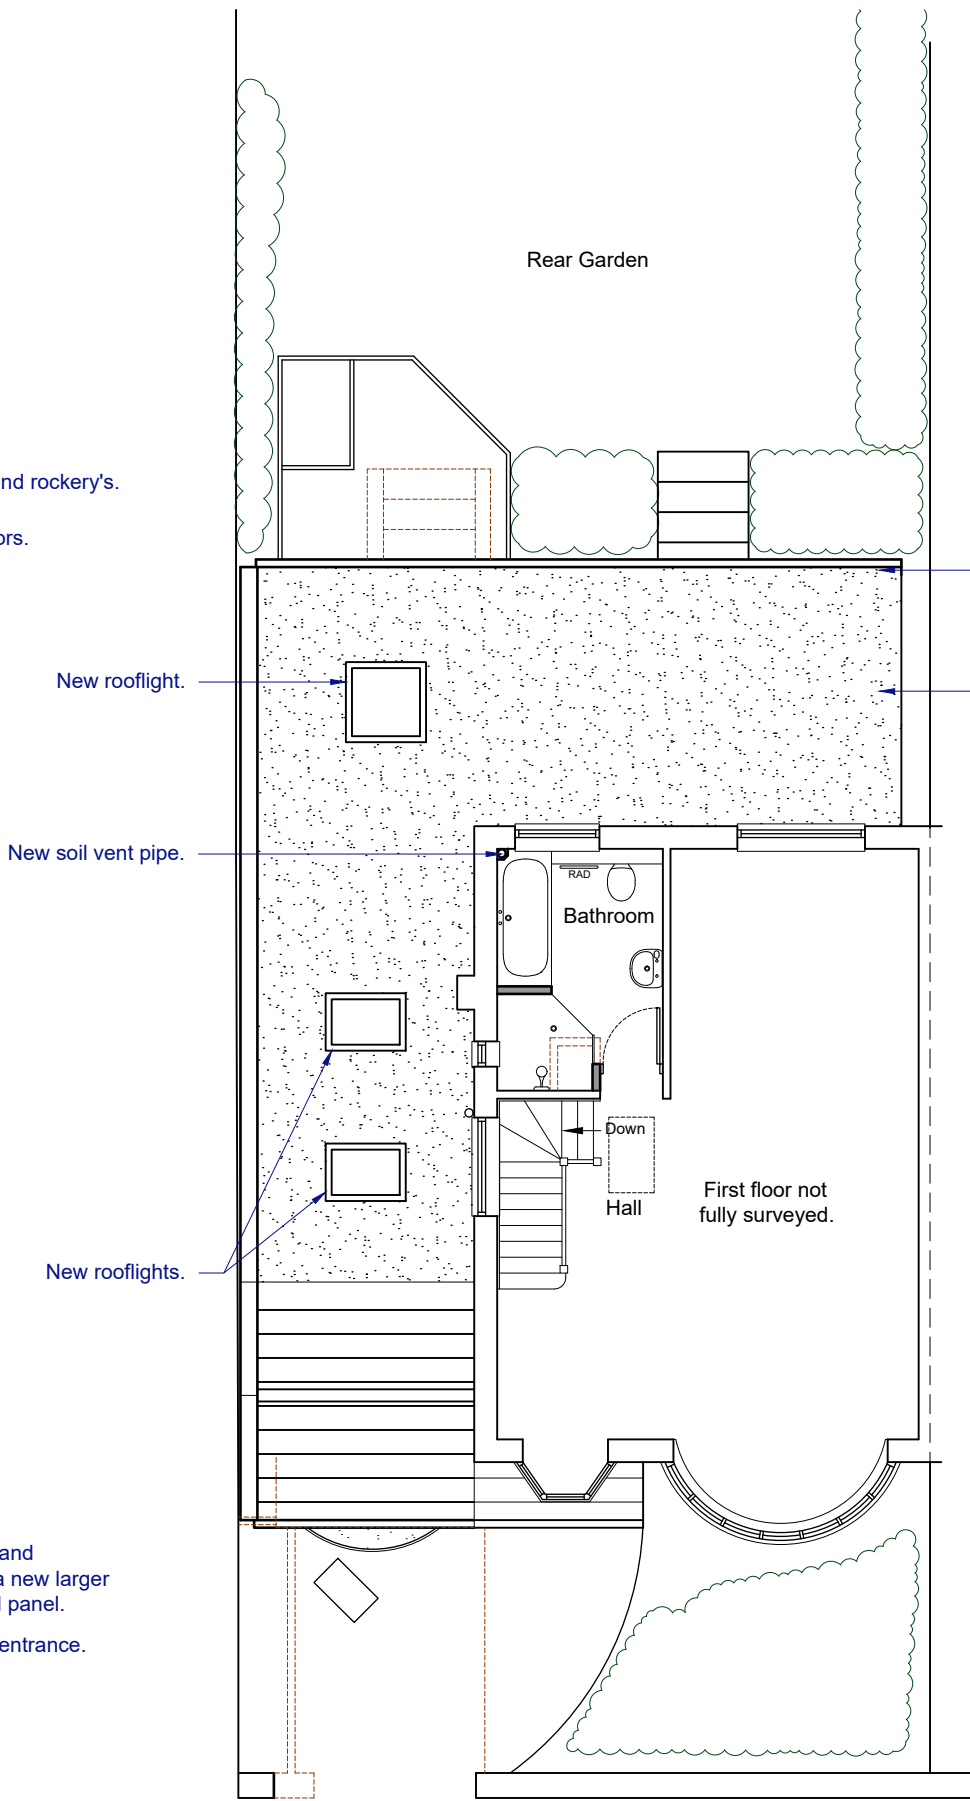 Rear Garden
nd rockery's.
ors.
New rooflight.
New soil vent pipe.
RAD
Bathroom
Down
First floor not
fully surveyed.
Hall
New rooflights.
and
a new larger
panel.
entrance.